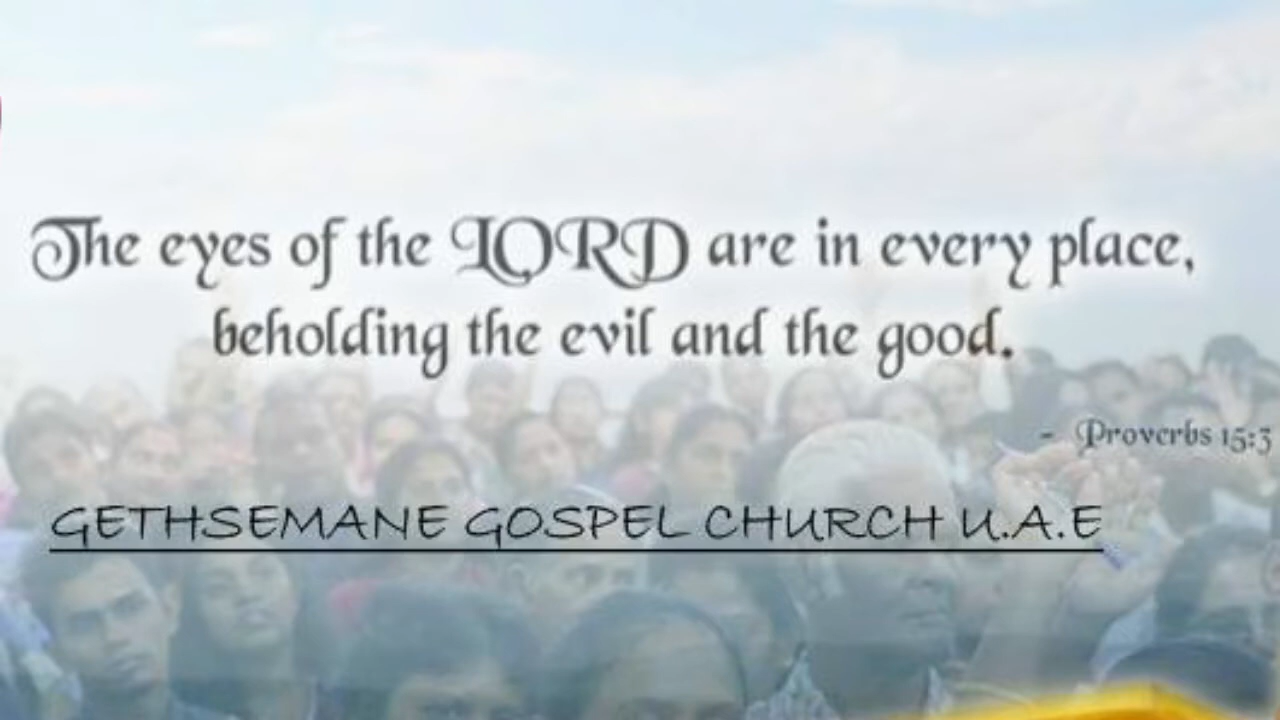 The eyes of the LORD are in every place,
beholding the evil and the good.
- Proverbs 15:3
GETHSEMANE GOSPEL CHURCH U.A.E